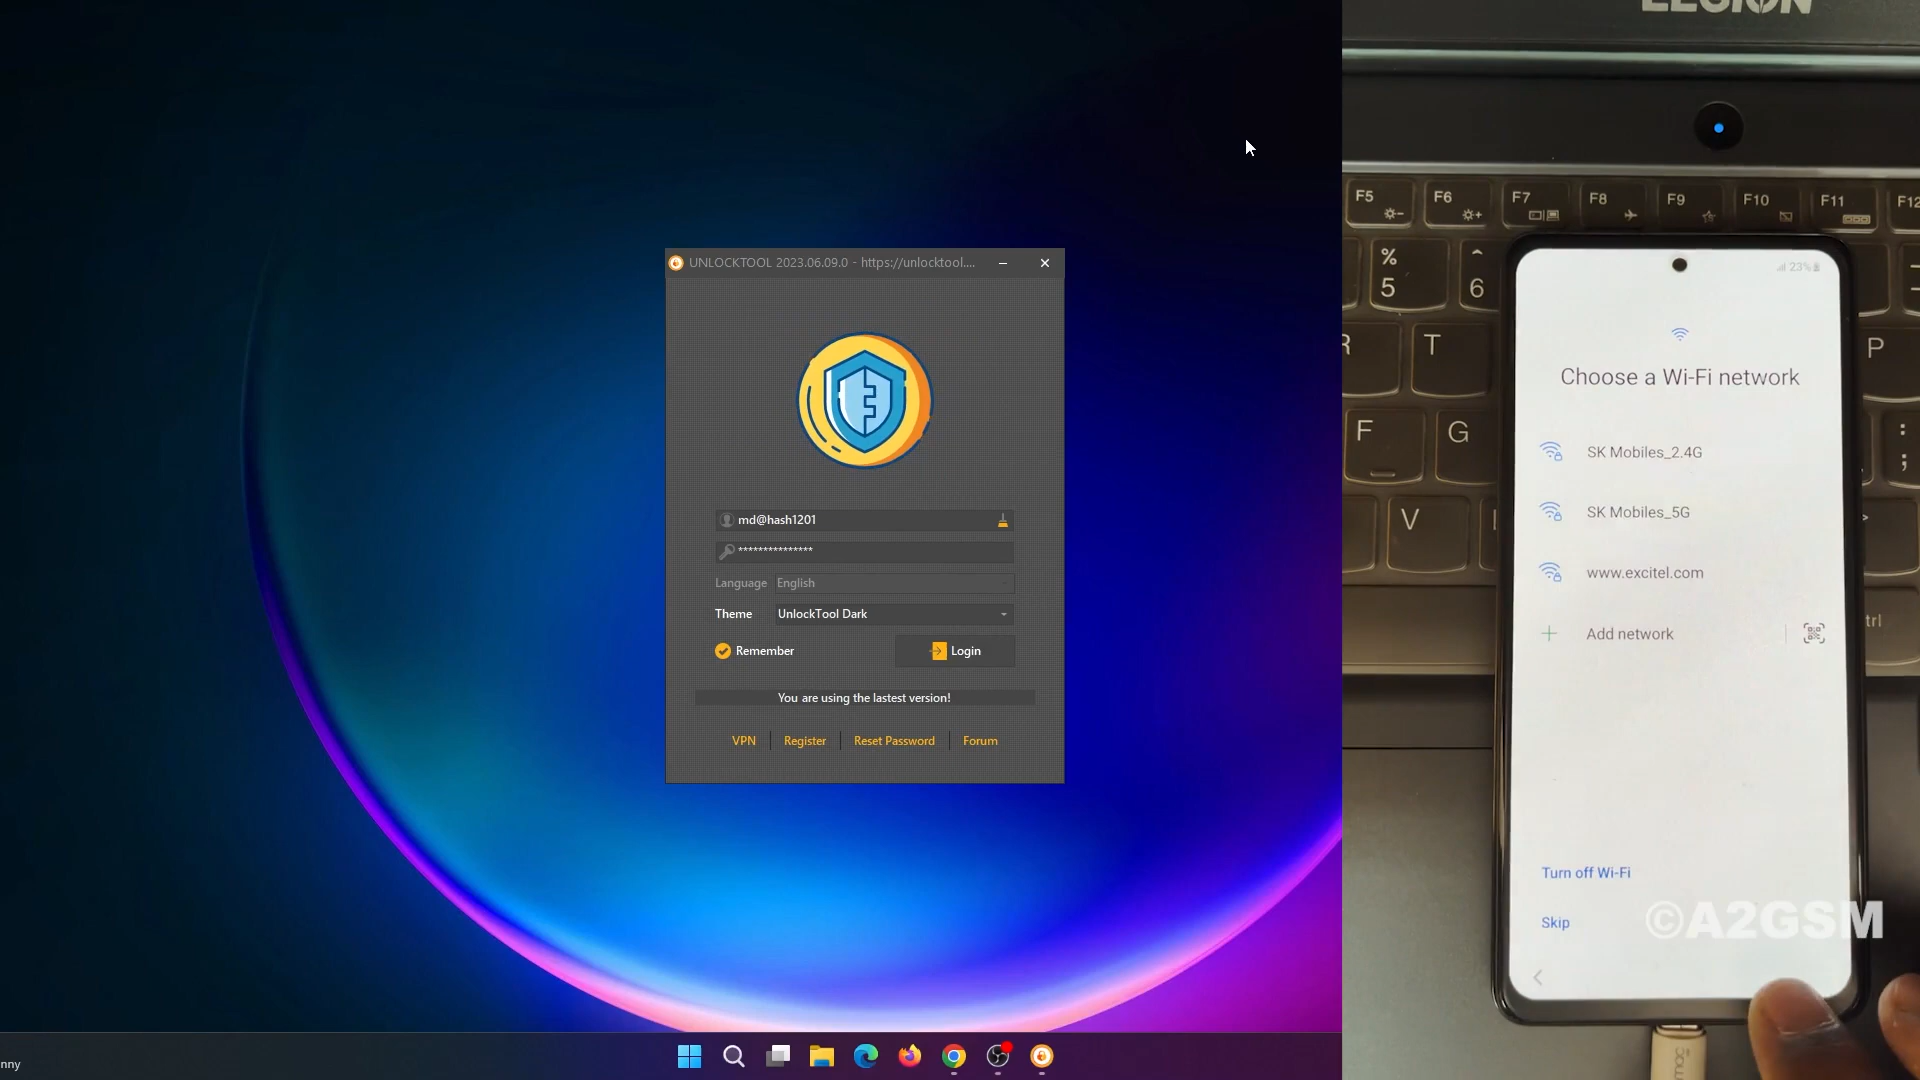 UNLOCKTOOL 2023.06.09.0 - https://unlocktool....
md@hash1201
***************
Language English
Theme UnlockTool Dark
Remember
Login
You are using the lastest version!
VPN Register Reset Password Forum
nny
LEGION
F5 F6 F7 F8 F9 F10 F11 F12
% 5
^ 6
R T P
F G : ;
V
trl
23%
Choose a Wi-Fi network
SK Mobiles_2.4G
SK Mobiles_5G
www.excitel.com
Add network
Turn off Wi-Fi
Skip
©A2GSM